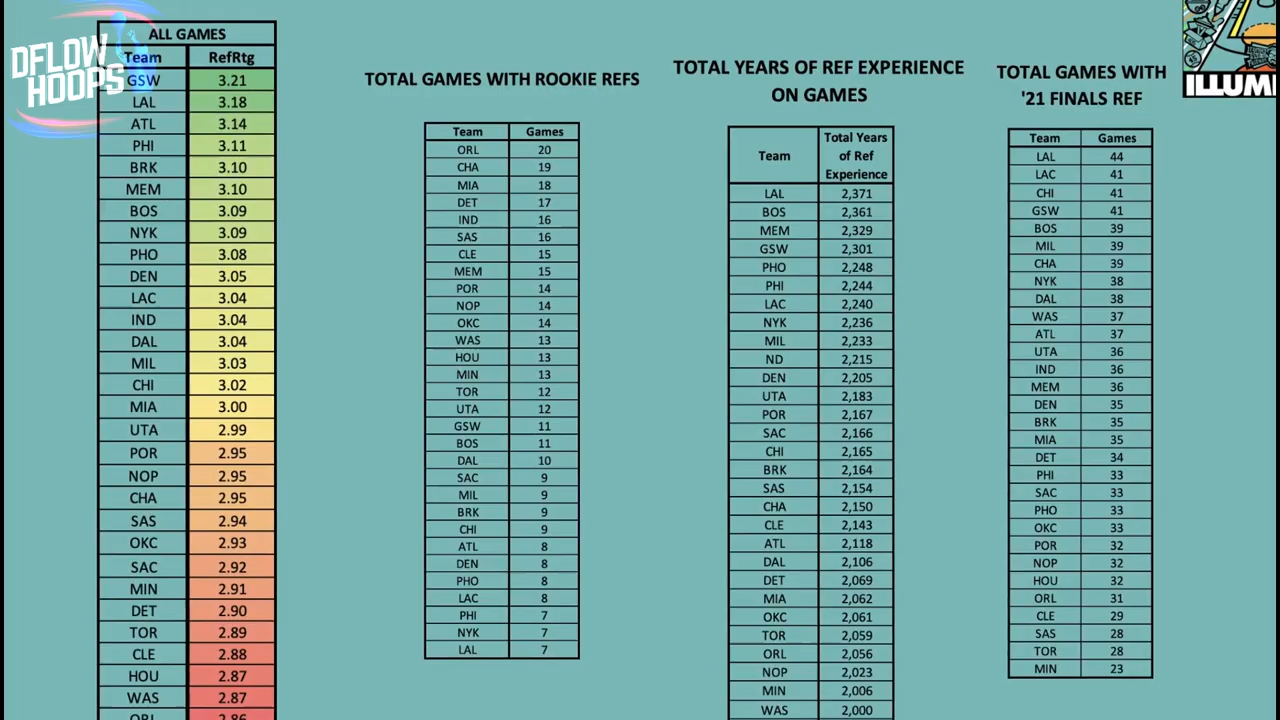 DFLOW
HOOPS
ALL GAMES
Team RefRtg
GSW 3.21
LAL 3.18
ATL 3.14
PHI 3.11
BRK 3.10
MEM 3.10
BOS 3.09
NYK 3.09
PHO 3.08
DEN 3.05
LAC 3.04
IND 3.04
DAL 3.04
MIL 3.03
CHI 3.02
MIA 3.00
UTA 2.99
POR 2.95
NOP 2.95
CHA 2.95
SAS 2.94
OKC 2.93
SAC 2.92
MIN 2.91
DET 2.90
TOR 2.89
CLE 2.88
HOU 2.87
WAS 2.87
ORL 2.86
TOTAL GAMES WITH ROOKIE REFS
Team Games
ORL 20
CHA 19
MIA 18
DET 17
IND 16
SAS 16
CLE 15
MEM 15
POR 14
NOP 14
OKC 14
WAS 13
HOU 13
MIN 13
TOR 12
UTA 12
GSW 11
BOS 11
DAL 10
SAC 9
MIL 9
BRK 9
CHI 9
ATL 8
DEN 8
PHO 8
LAC 8
PHI 7
NYK 7
LAL 7
TOTAL YEARS OF REF EXPERIENCE
ON GAMES
Team Total Years
of Ref
Experience
LAL 2,371
BOS 2,361
MEM 2,329
GSW 2,301
PHO 2,248
PHI 2,244
LAC 2,240
NYK 2,236
MIL 2,233
ND 2,215
DEN 2,205
UTA 2,183
POR 2,167
SAC 2,166
CHI 2,165
BRK 2,164
SAS 2,154
CHA 2,150
CLE 2,143
ATL 2,118
DAL 2,106
DET 2,069
MIA 2,062
OKC 2,061
TOR 2,059
ORL 2,056
NOP 2,023
MIN 2,006
WAS 2,000
TOTAL GAMES WITH
'21 FINALS REF
Team Games
LAL 44
LAC 41
CHI 41
GSW 41
BOS 39
MIL 39
CHA 39
NYK 38
DAL 38
WAS 37
ATL 37
UTA 36
IND 36
MEM 36
DEN 35
BRK 35
MIA 35
DET 34
PHI 33
SAC 33
PHO 33
OKC 33
POR 32
NOP 32
HOU 32
ORL 31
CLE 29
SAS 28
TOR 28
MIN 23
ILLUMI